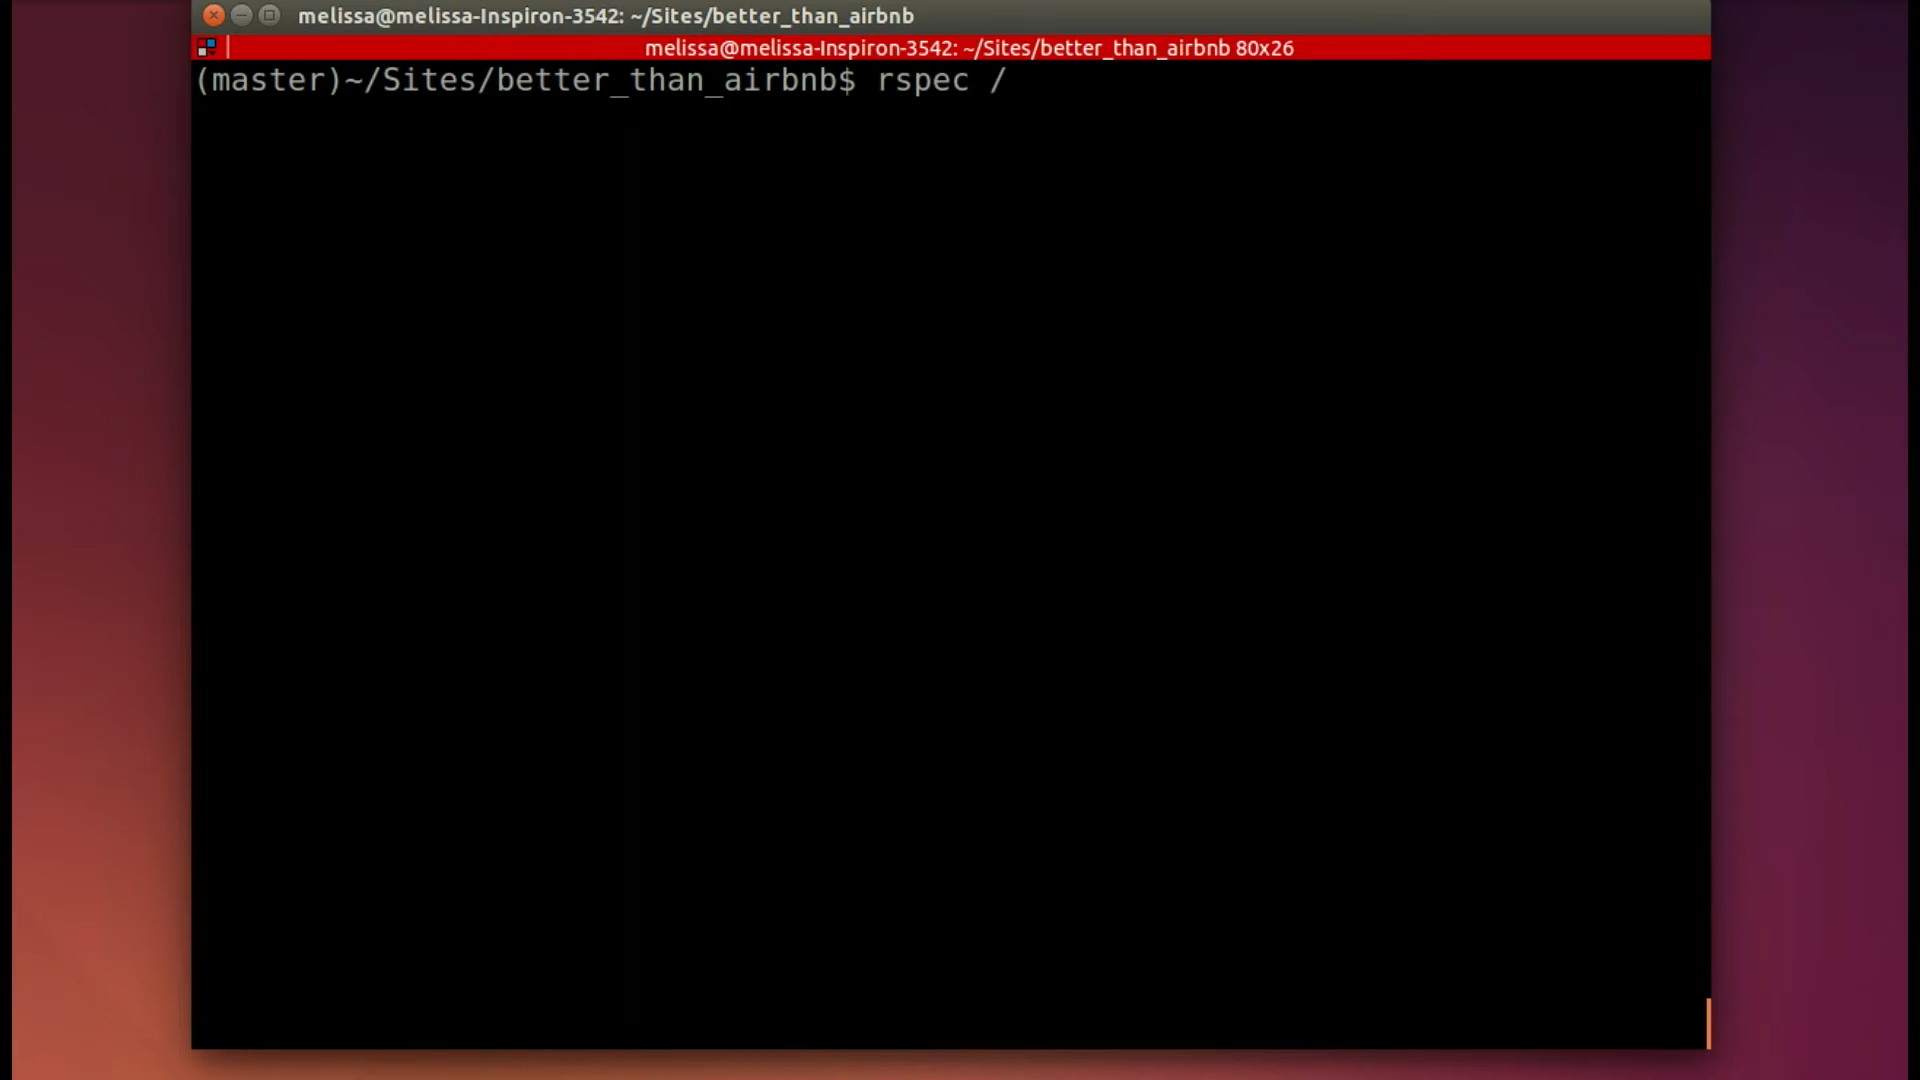 melissa@melissa-Inspiron-3542: ~/Sites/better_than_airbnb
melissa@melissa-Inspiron-3542: ~/Sites/better_than_airbnb 80x26
(master)~/Sites/better_than_airbnb$ rspec /